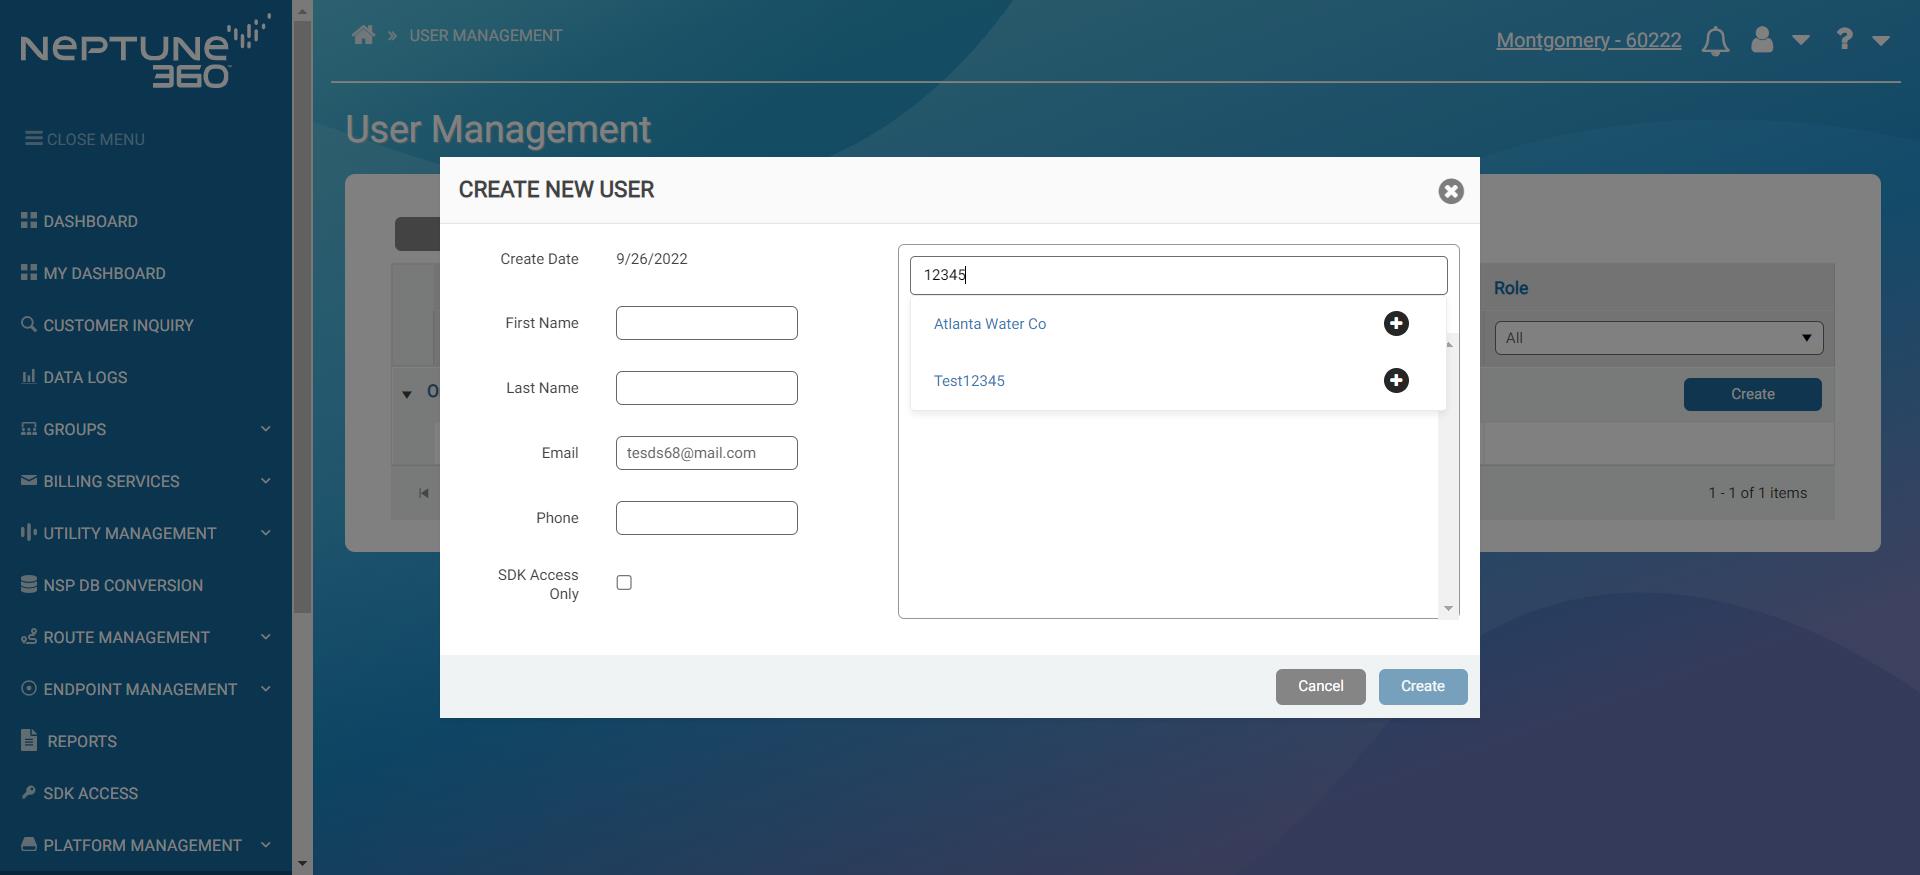 NEPTUNE
360™
CLOSE MENU
DASHBOARD
MY DASHBOARD
CUSTOMER INQUIRY
DATA LOGS
GROUPS
BILLING SERVICES
UTILITY MANAGEMENT
NSP DB CONVERSION
ROUTE MANAGEMENT
ENDPOINT MANAGEMENT
REPORTS
SDK ACCESS
PLATFORM MANAGEMENT
» USER MANAGEMENT
Montgomery - 60222
?
User Management
CREATE NEW USER
Create Date 9/26/2022
First Name
Last Name
Email tesds68@mail.com
Phone
SDK Access
Only
12345
Atlanta Water Co
Test12345
Cancel Create
Role
All
O
Create
1 - 1 of 1 items